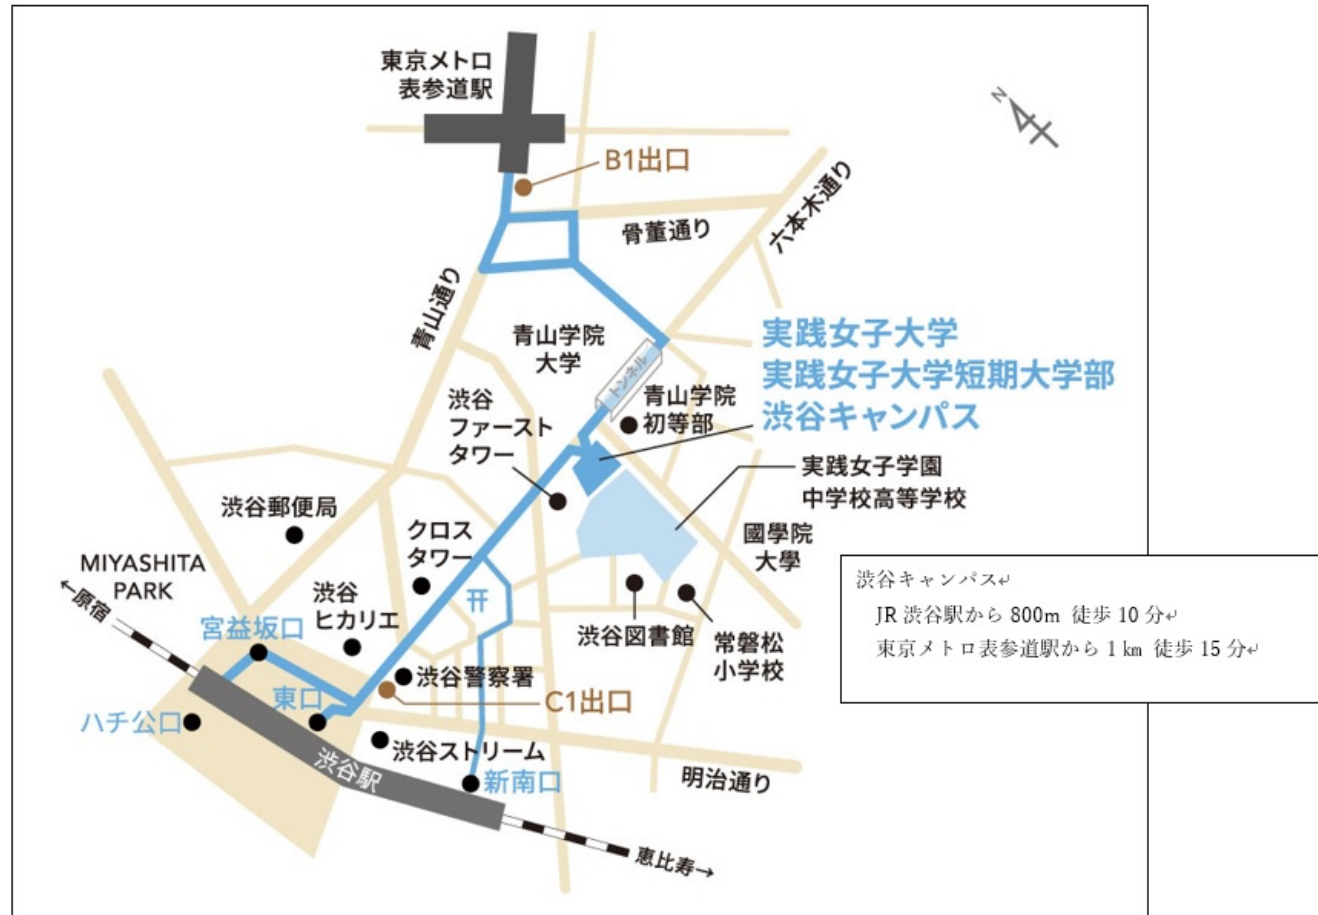 東京メトロ
表参道駅
N
B1出口
骨董通り
六本木通り
青山通り
青山学院
大学
トンネル
実践女子大学
実践女子大学短期大学部
渋谷キャンパス
青山学院
初等部
渋谷
ファースト
タワー
実践女子学園
中学校高等学校
渋谷郵便局
クロス
タワー
國學院
大學
MIYASHITA
PARK
←原宿
渋谷
ヒカリエ
宮益坂口
渋谷図書館
常磐松
小学校
渋谷警察署
C1出口
東口
ハチ公口
渋谷ストリーム
渋谷駅
新南口
明治通り
恵比寿→
渋谷キャンパス↵
JR 渋谷駅から 800m 徒歩 10 分↵
東京メトロ表参道駅から 1 ㎞ 徒歩 15 分↵